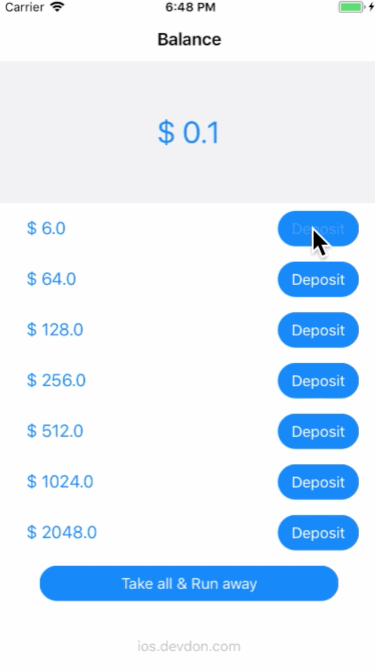 Carrier 6:48 PM
Balance
$ 0.1
$ 6.0 Deposit
$ 64.0 Deposit
$ 128.0 Deposit
$ 256.0 Deposit
$ 512.0 Deposit
$ 1024.0 Deposit
$ 2048.0 Deposit
Take all & Run away
ios.devdon.com